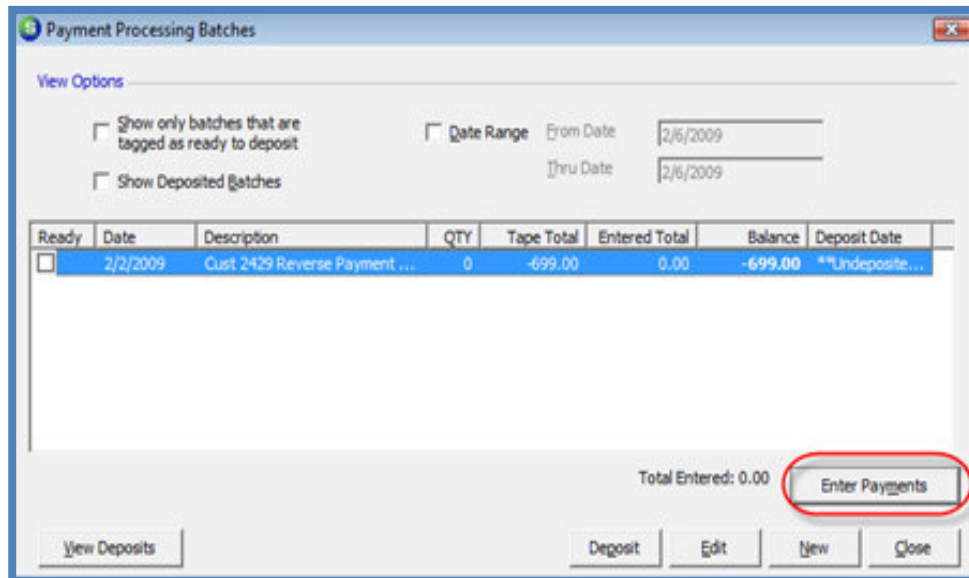 Payment Processing Batches
View Options
Show only batches that are
tagged as ready to deposit
Date Range
From Date
2/6/2009
Thru Date
2/6/2009
Show Deposited Batches
Ready Date Description QTY Tape Total Entered Total Balance Deposit Date
2/2/2009 Cust 2429 Reverse Payment ... 0 -699.00 0.00 -699.00 **Undeposite...
Total Entered: 0.00
Enter Payments
View Deposits Deposit Edit New Close